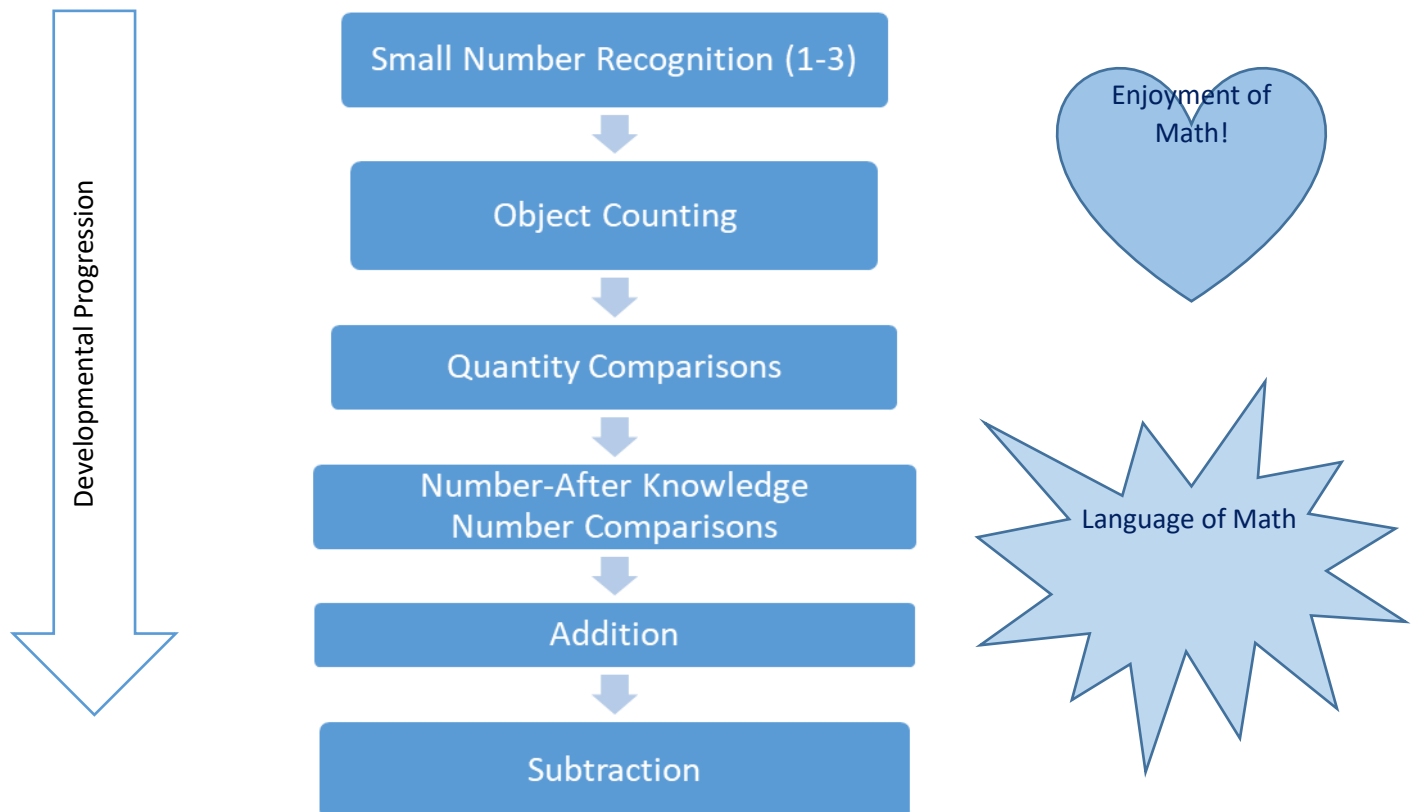 Developmental Progression
Small Number Recognition (1-3)
Object Counting
Quantity Comparisons
Number-After Knowledge
Number Comparisons
Addition
Subtraction
Enjoyment of
Math!
Language of Math